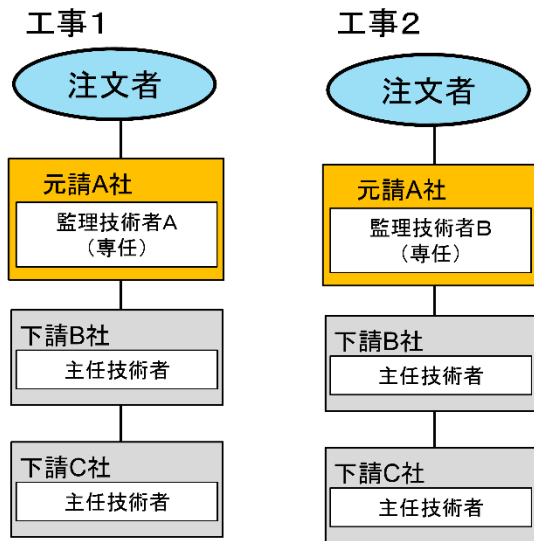 工事1
注文者
元請A社
監理技術者A
(専任)
下請B社
主任技術者
下請C社
主任技術者
工事2
注文者
元請A社
監理技術者B
(専任)
下請B社
主任技術者
下請C社
主任技術者